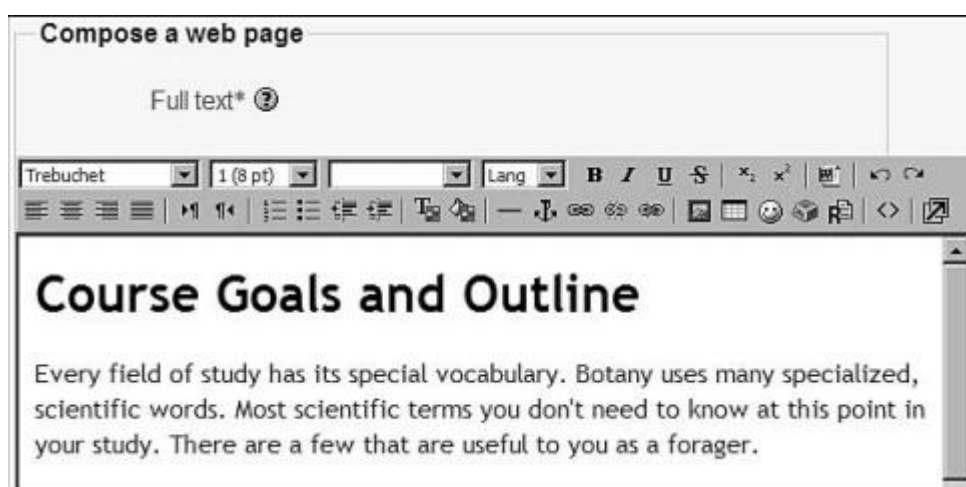 Compose a web page
Full text*
Trebuchet 1 (8 pt) Lang B I U S x₂ x²
Course Goals and Outline
Every field of study has its special vocabulary. Botany uses many specialized,
scientific words. Most scientific terms you don't need to know at this point in
your study. There are a few that are useful to you as a forager.